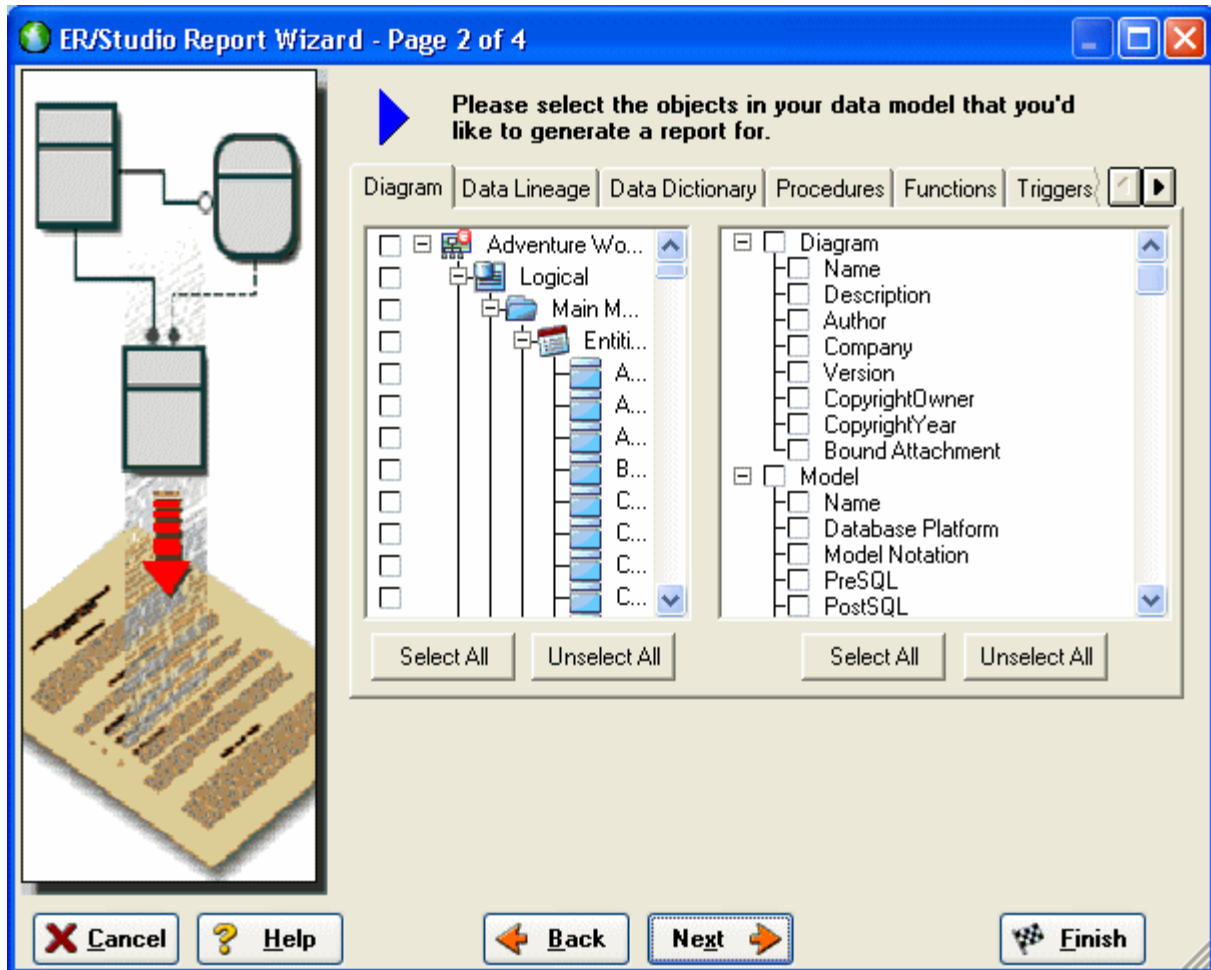 ER/Studio Report Wizard - Page 2 of 4
Please select the objects in your data model that you'd
like to generate a report for.
Diagram Data Lineage Data Dictionary Procedures Functions Triggers
Adventure Wo...
Logical
Main M...
Entiti...
A...
A...
A...
B...
C...
C...
C...
C...
Diagram
Name
Description
Author
Company
Version
CopyrightOwner
CopyrightYear
Bound Attachment
Model
Name
Database Platform
Model Notation
PreSQL
PostSQL
Select All Unselect All Select All Unselect All
Cancel Help Back Next Finish